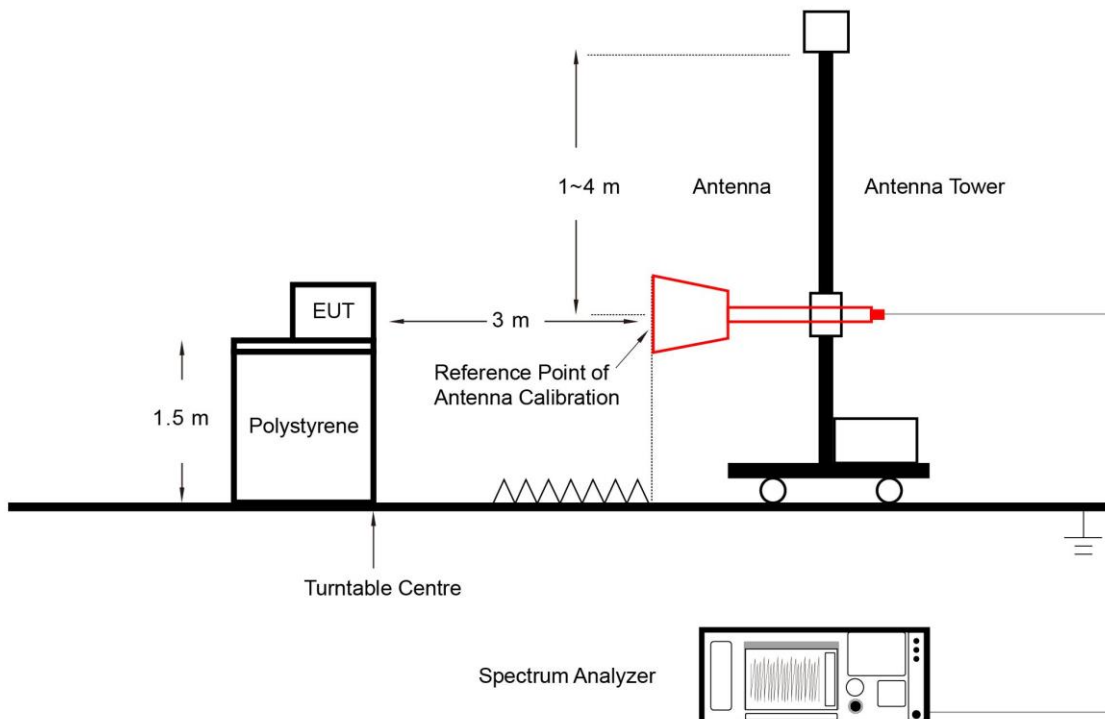 1~4 m
Antenna
Antenna Tower
EUT
3 m
Reference Point of
Antenna Calibration
1.5 m
Polystyrene
Turntable Centre
Spectrum Analyzer